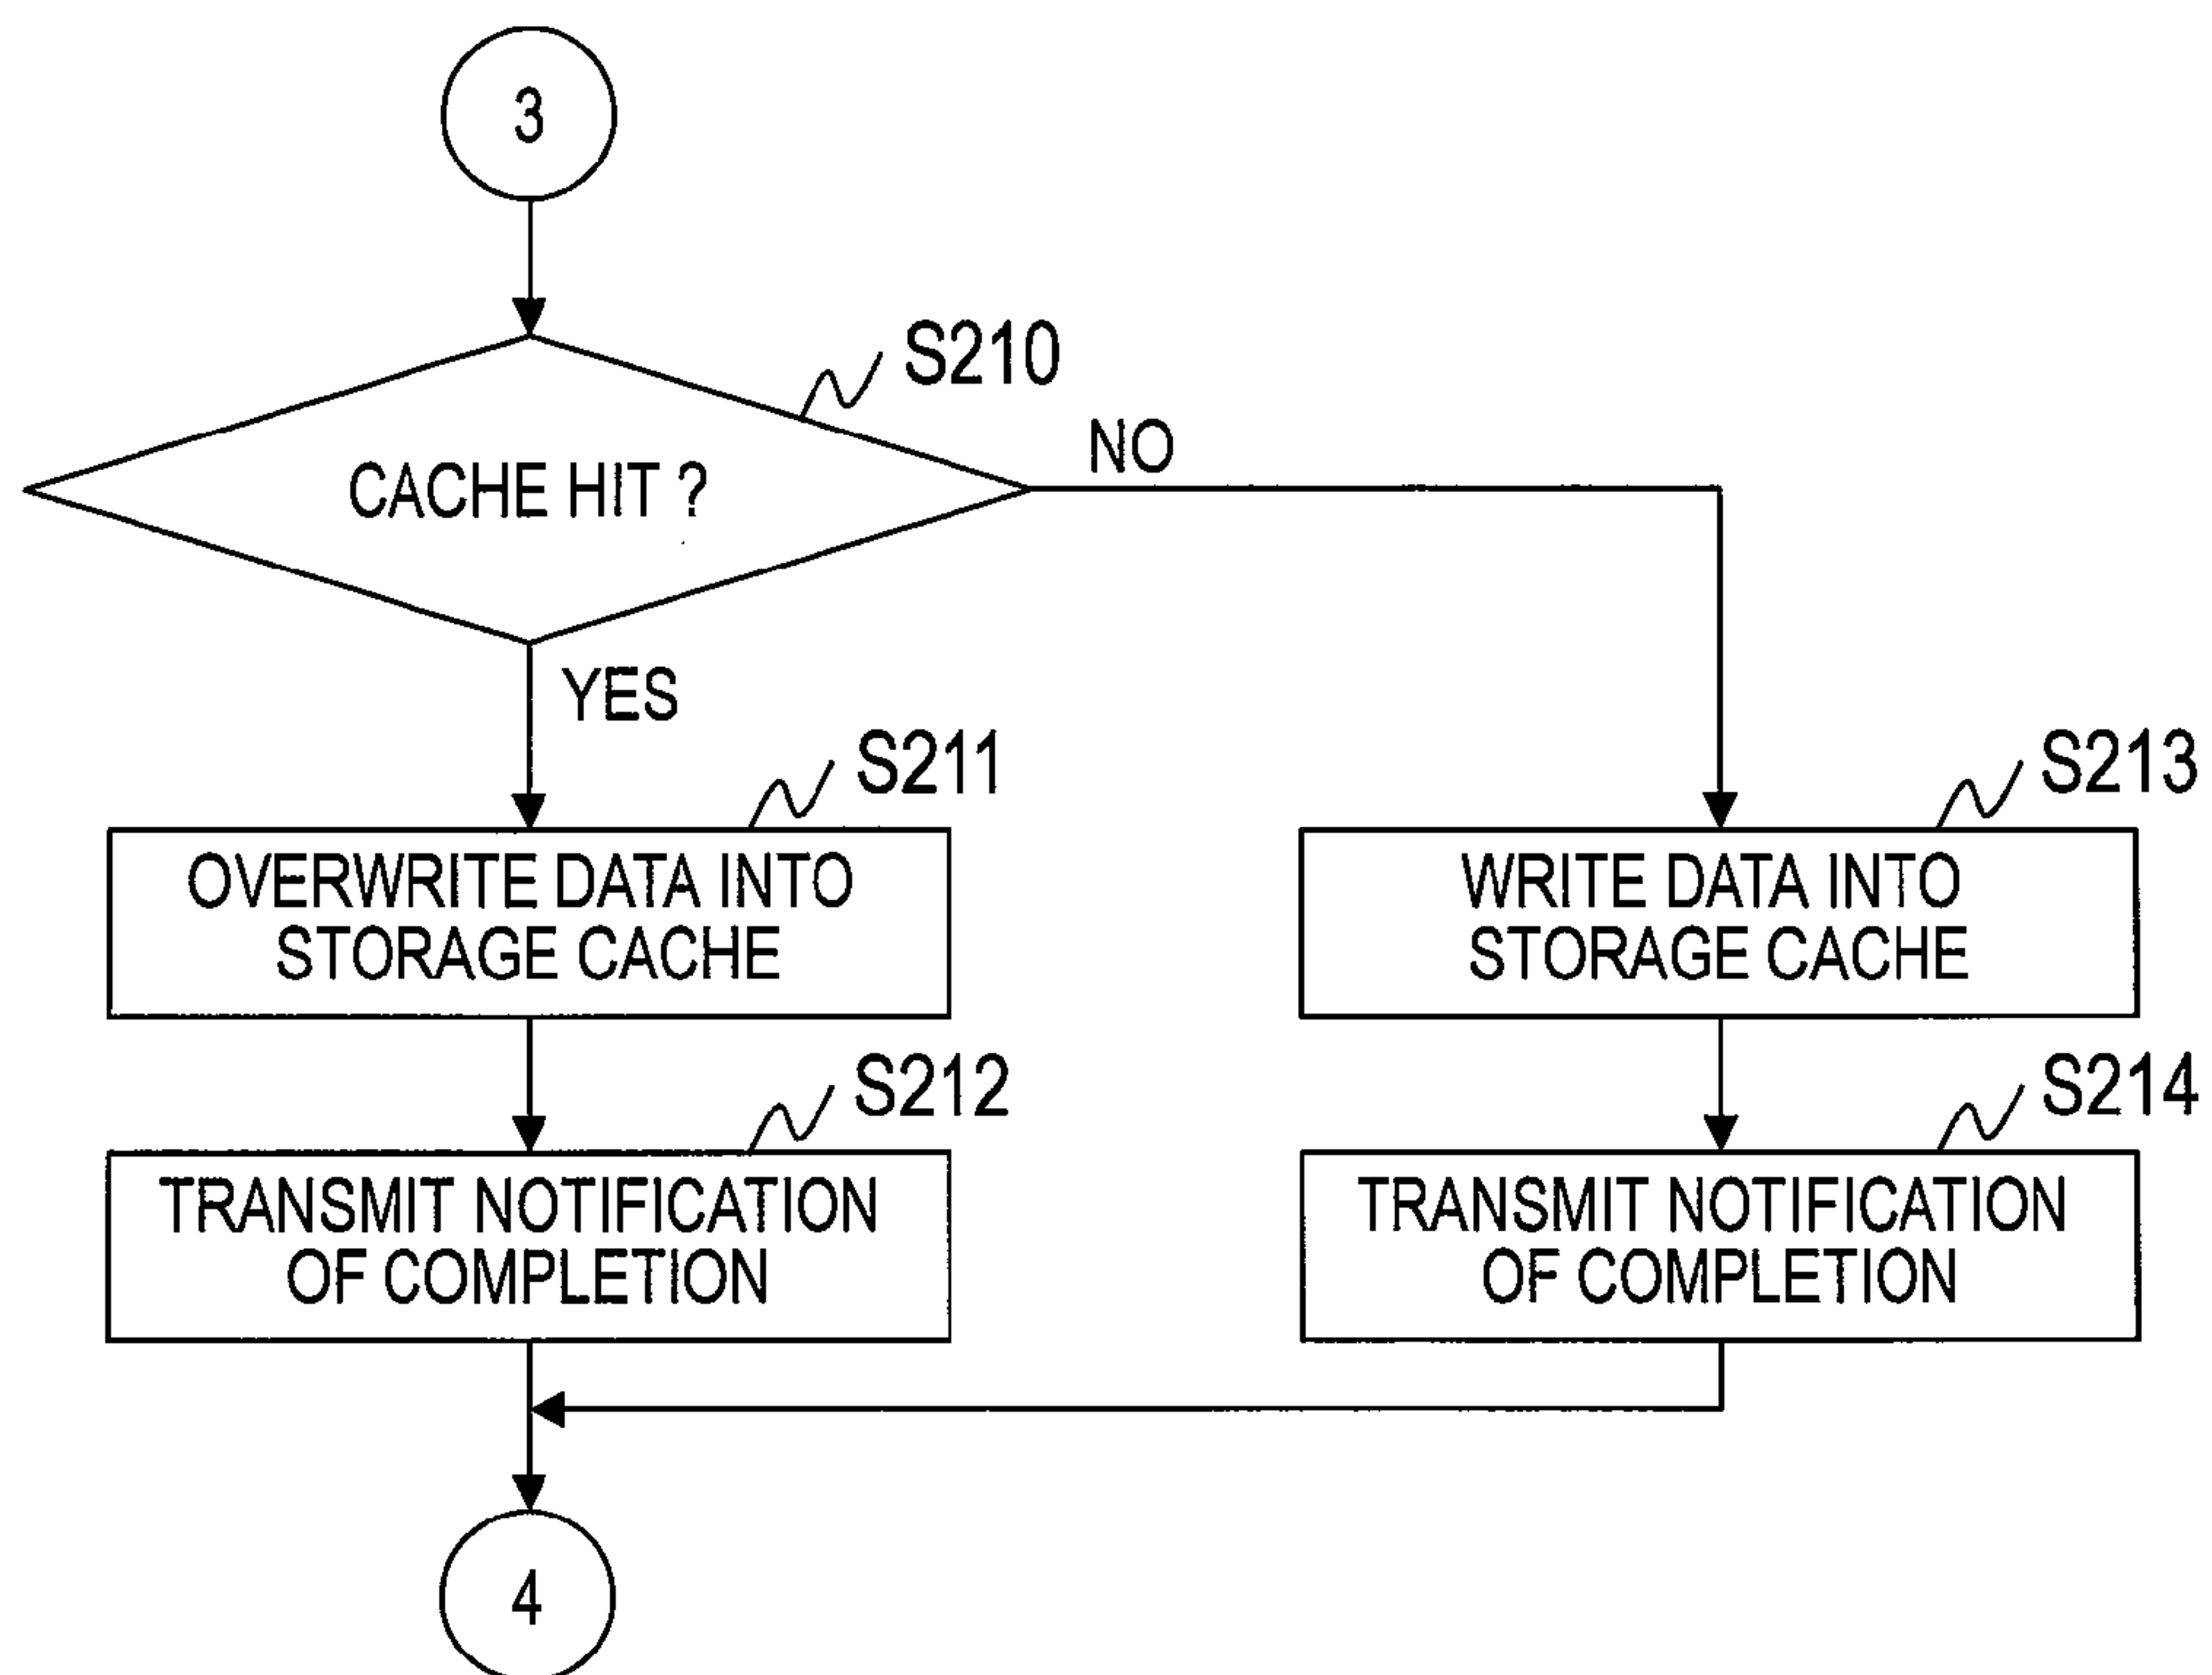 3
S210
CACHE HIT ?
NO
YES
S211
OVERWRITE DATA INTO
STORAGE CACHE
S213
WRITE DATA INTO
STORAGE CACHE
S212
TRANSMIT NOTIFICATION
OF COMPLETION
S214
TRANSMIT NOTIFICATION
OF COMPLETION
4